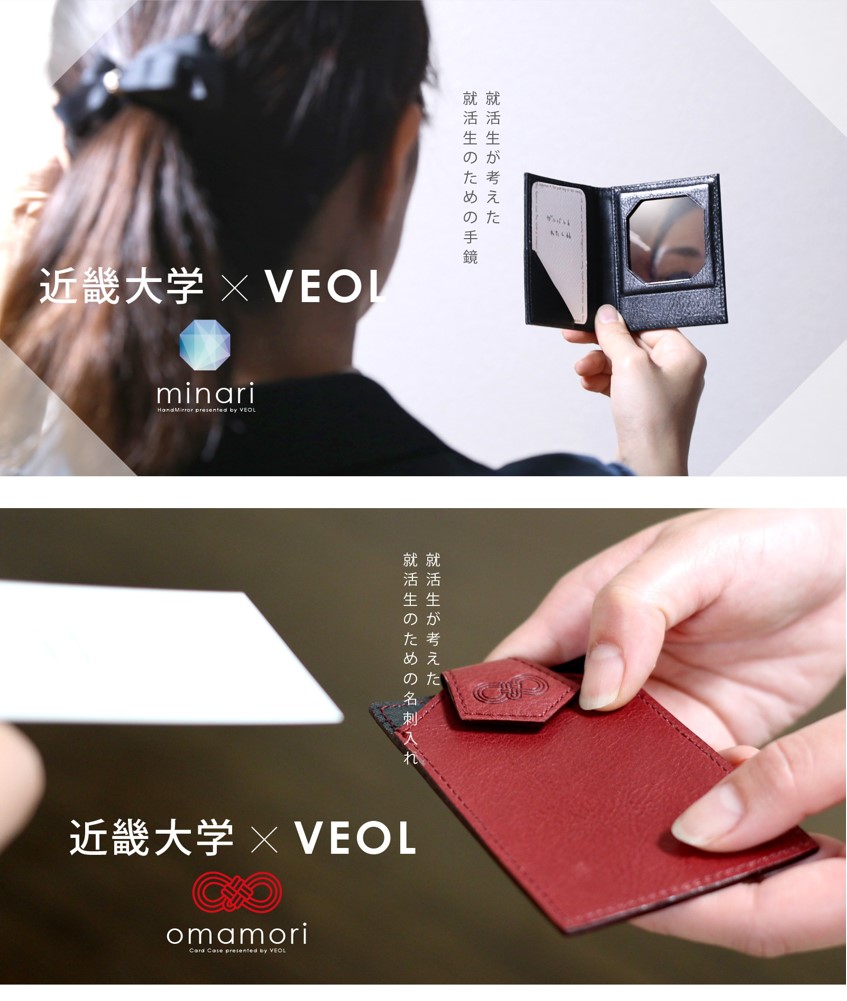 就活生が考えた
就活生のための手鏡
近畿大学 × VEOL
minari
HandMirror presented by VEOL
就活生が考えた
就活生のための名刺入れ
近畿大学 × VEOL
omamori
Card Case presented by VEOL